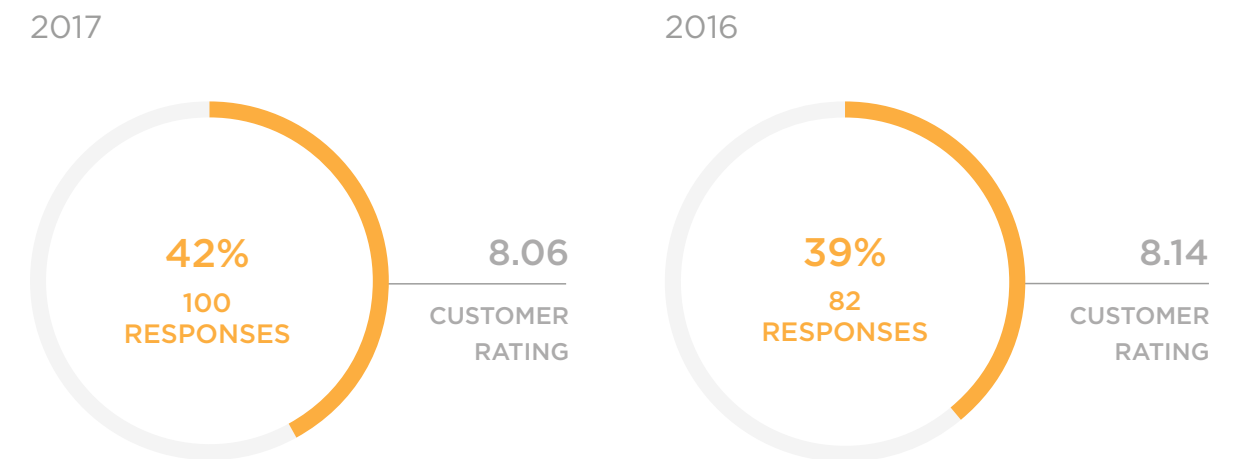 2017
42%
100
RESPONSES
8.06
CUSTOMER
RATING
2016
39%
82
RESPONSES
8.14
CUSTOMER
RATING